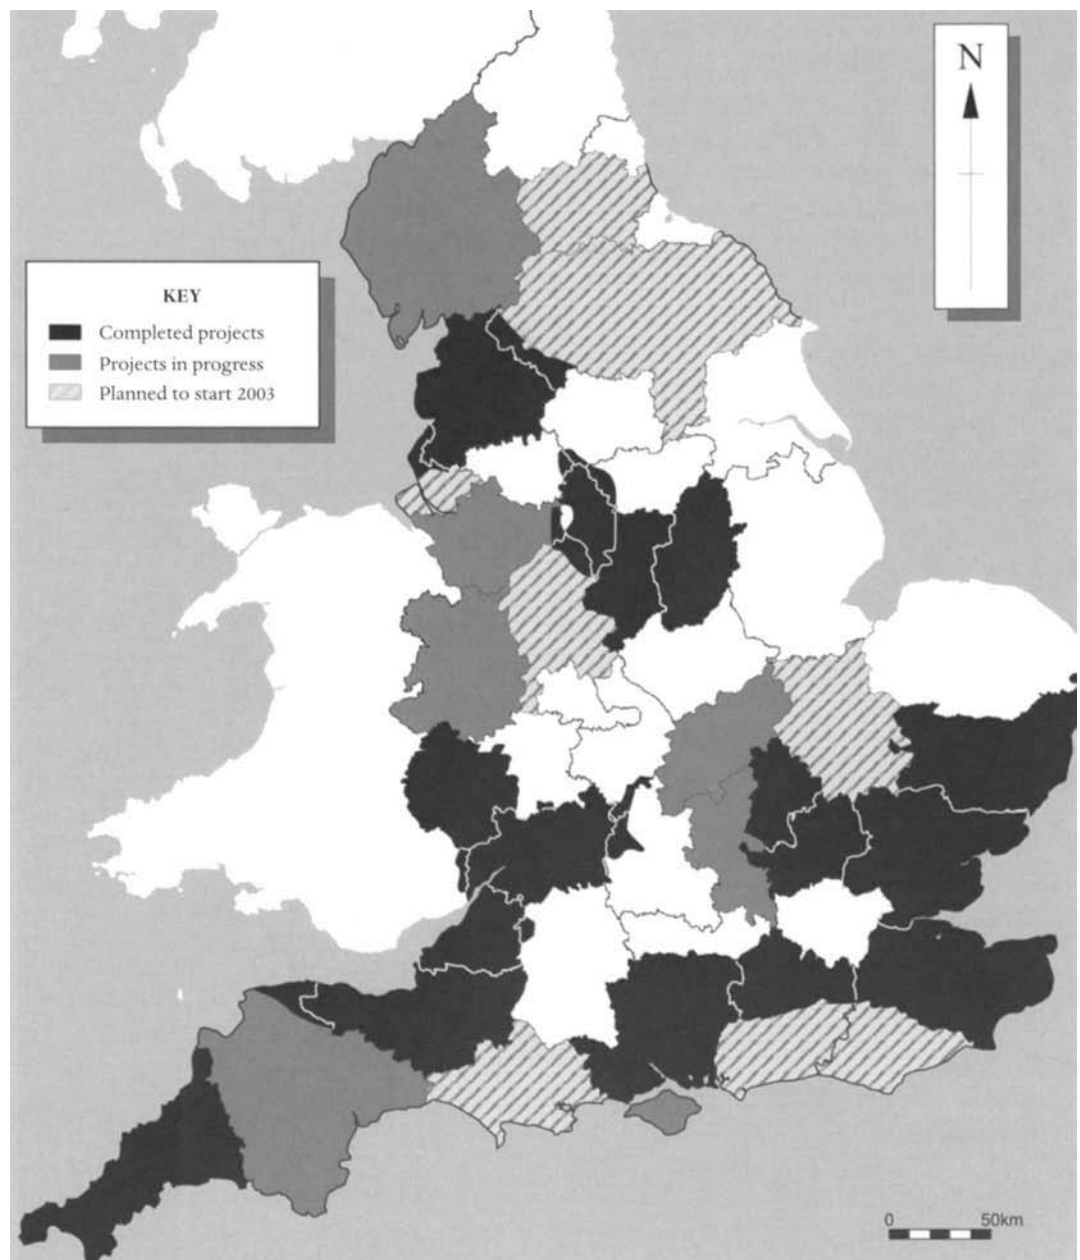 N
KEY
Completed projects
Projects in progress
Planned to start 2003
0 50km